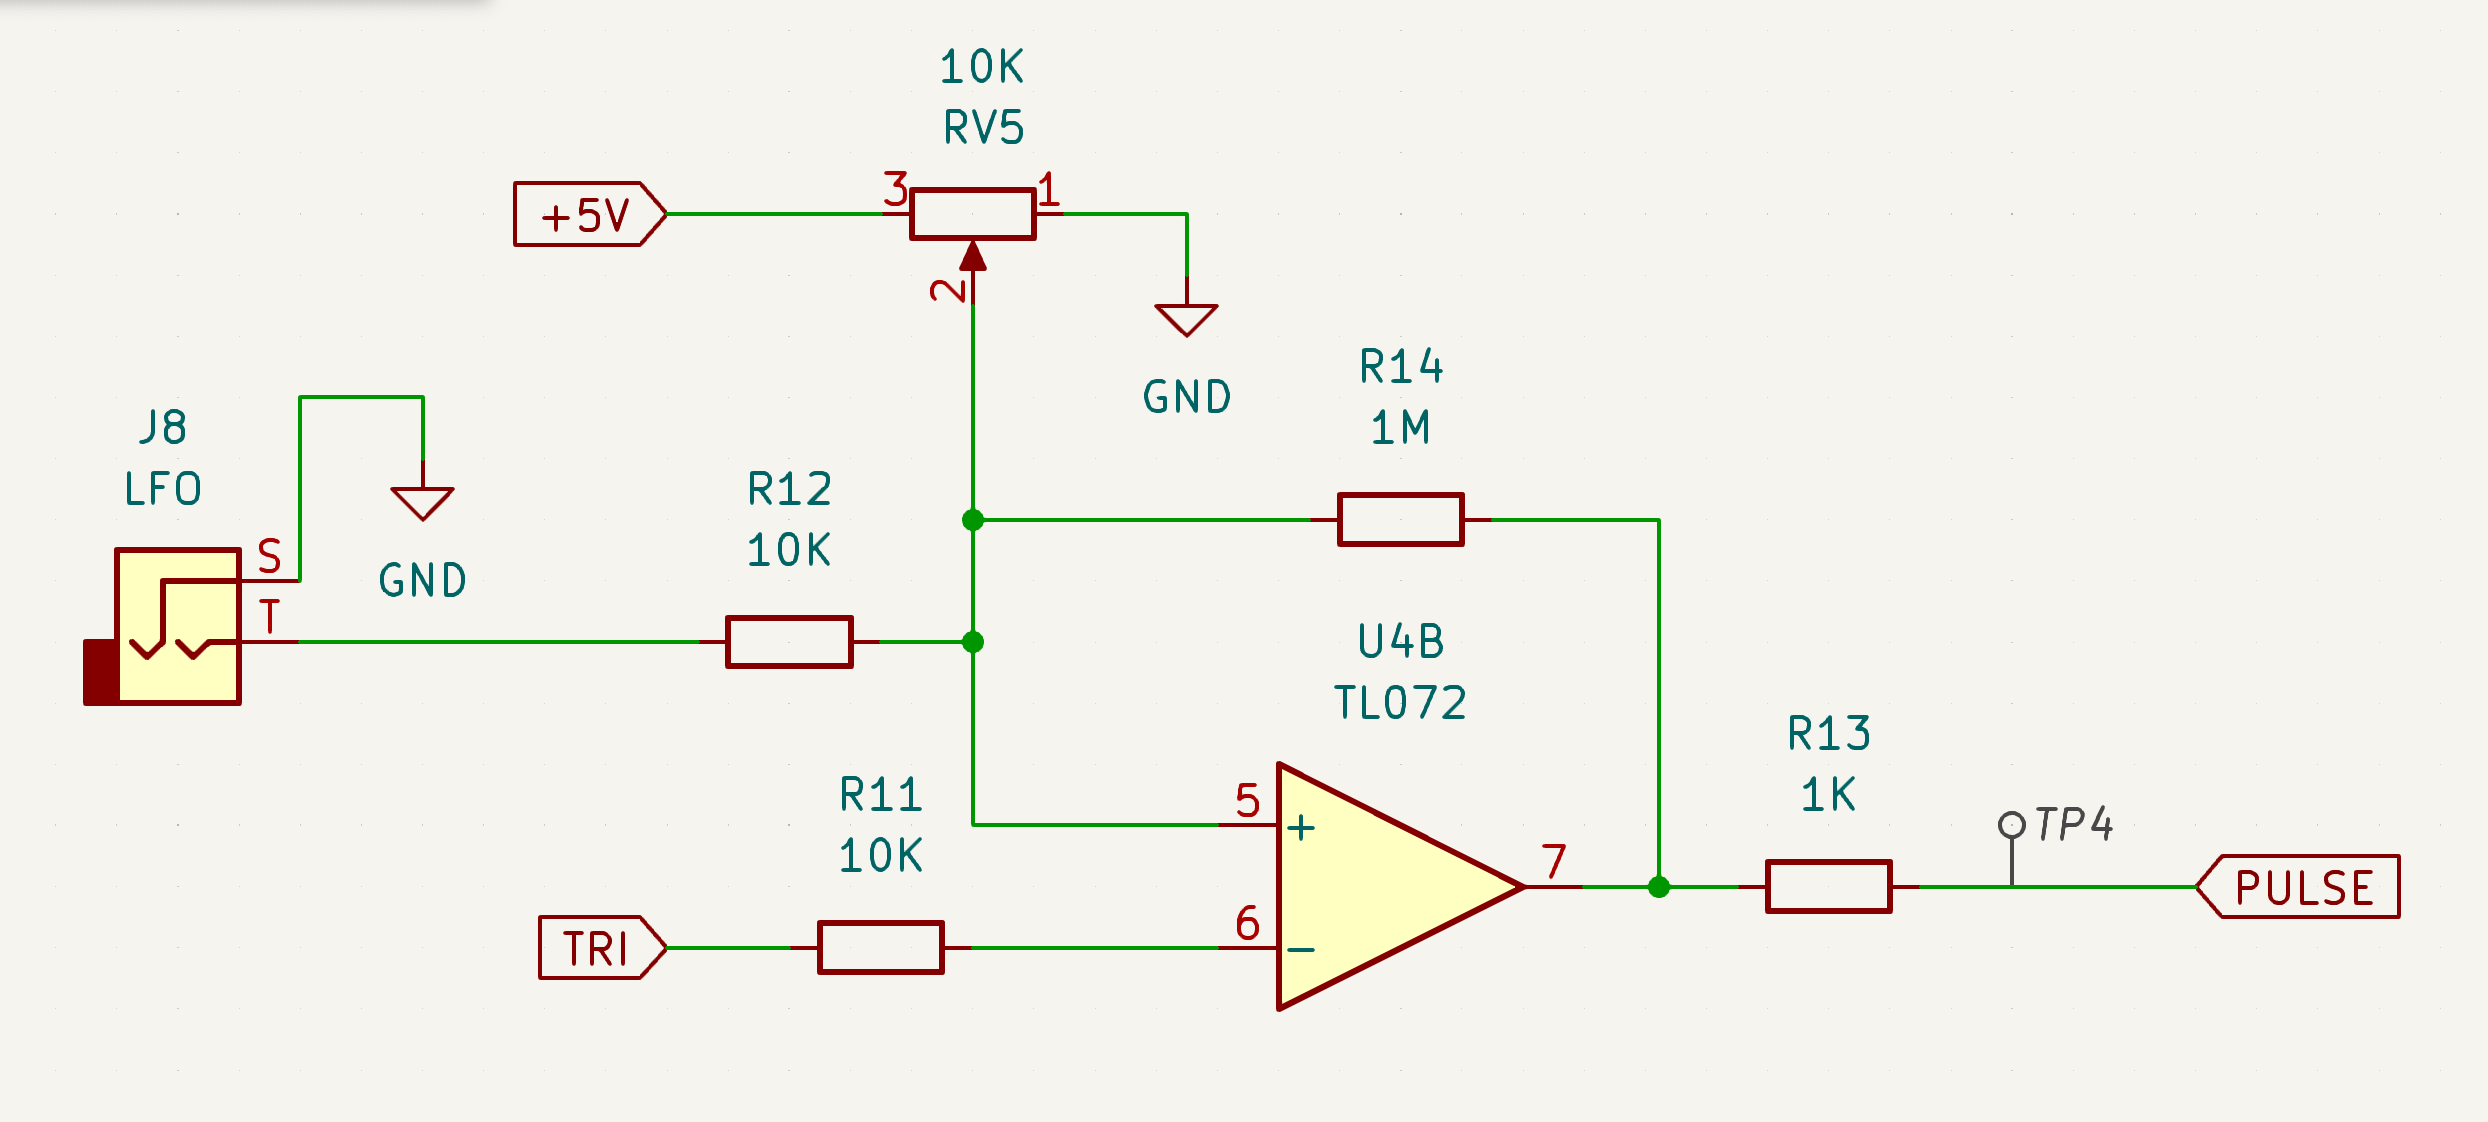 10K
RV5
+5V
3
1
2
GND
R14
1M
J8
LFO
S
T
GND
R12
10K
U4B
TL072
R11
10K
5
+
6
−
7
R13
1K
TP4
TRI
PULSE